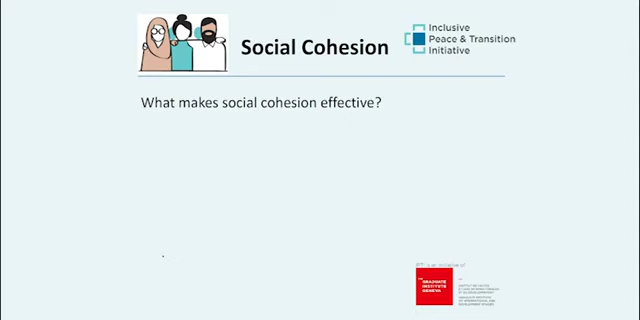 Social Cohesion
Inclusive
Peace & Transition
Initiative
What makes social cohesion effective?
IPTI is an initiative of
THE
GRADUATE
INSTITUTE
GENEVA